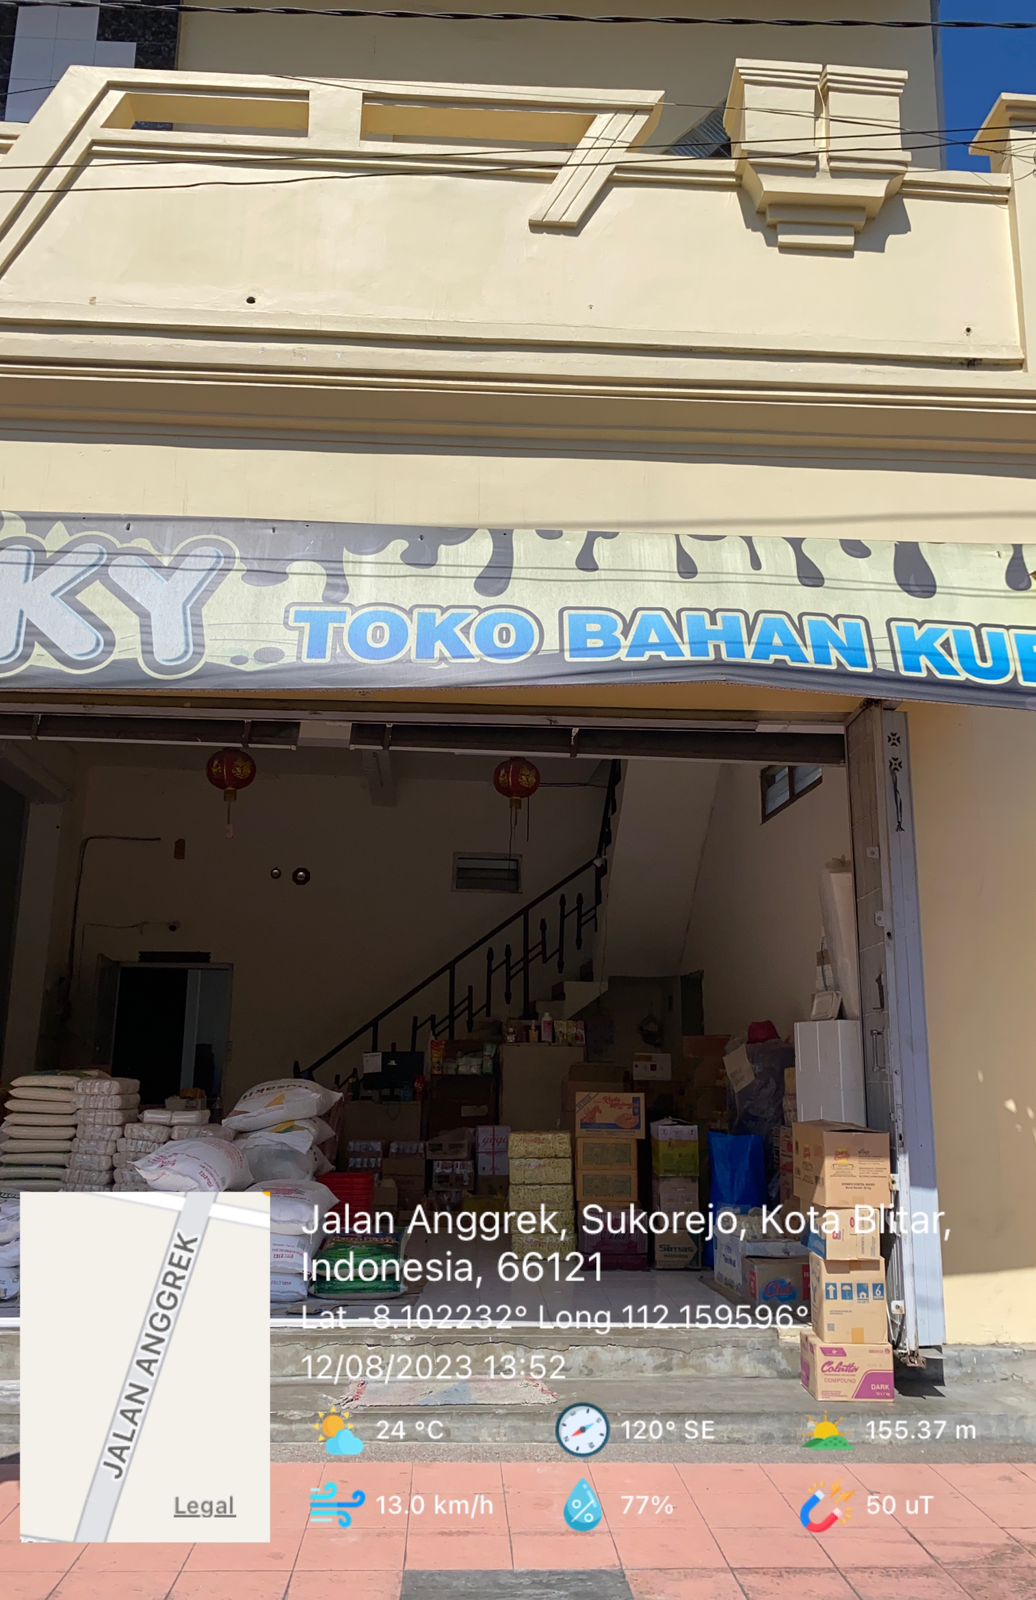 KY TOKO BAHAN KUE
Simas
Colatta
COMPOUND
DARK
Jalan Anggrek, Sukorejo, Kota Blitar,
Indonesia, 66121
Lat -8.102232° Long 112.159596°
12/08/2023 13:52
24 °C
120° SE
155.37 m
13.0 km/h
77%
50 uT
JALAN ANGGREK
Legal